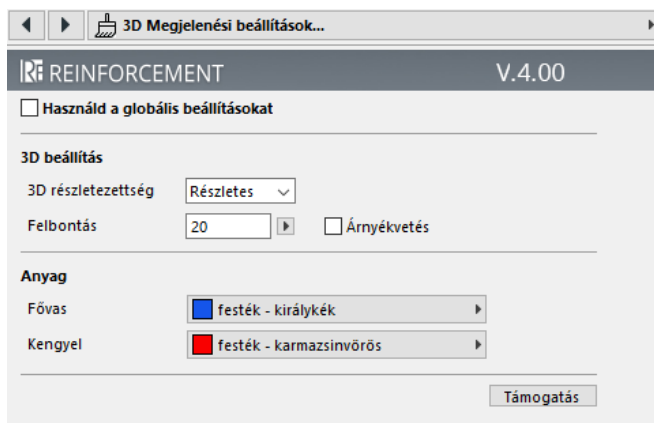 3D Megjelenési beállítások...
REINFORCEMENT V.4.00
Használd a globális beállításokat
3D beállítás
3D részletezettség Részletes
Felbontás 20 Árnyékvetés
Anyag
Fővas festék - királykék
Kengyel festék - karmazsinvörös
Támogatás